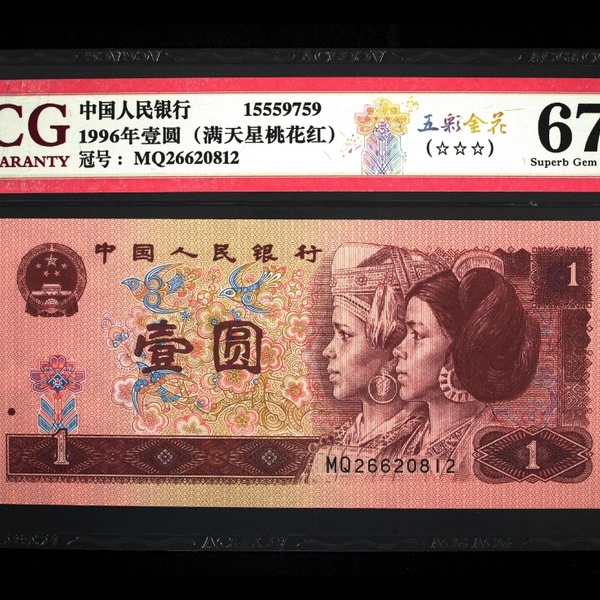 CG
ARANTY
中国人民银行 15559759
1996年壹圆（满天星桃花红）
冠号：MQ26620812
五彩金花
(☆☆☆)
67
Superb Gem
中国人民银行
1
壹圆
1
1
MQ26620812